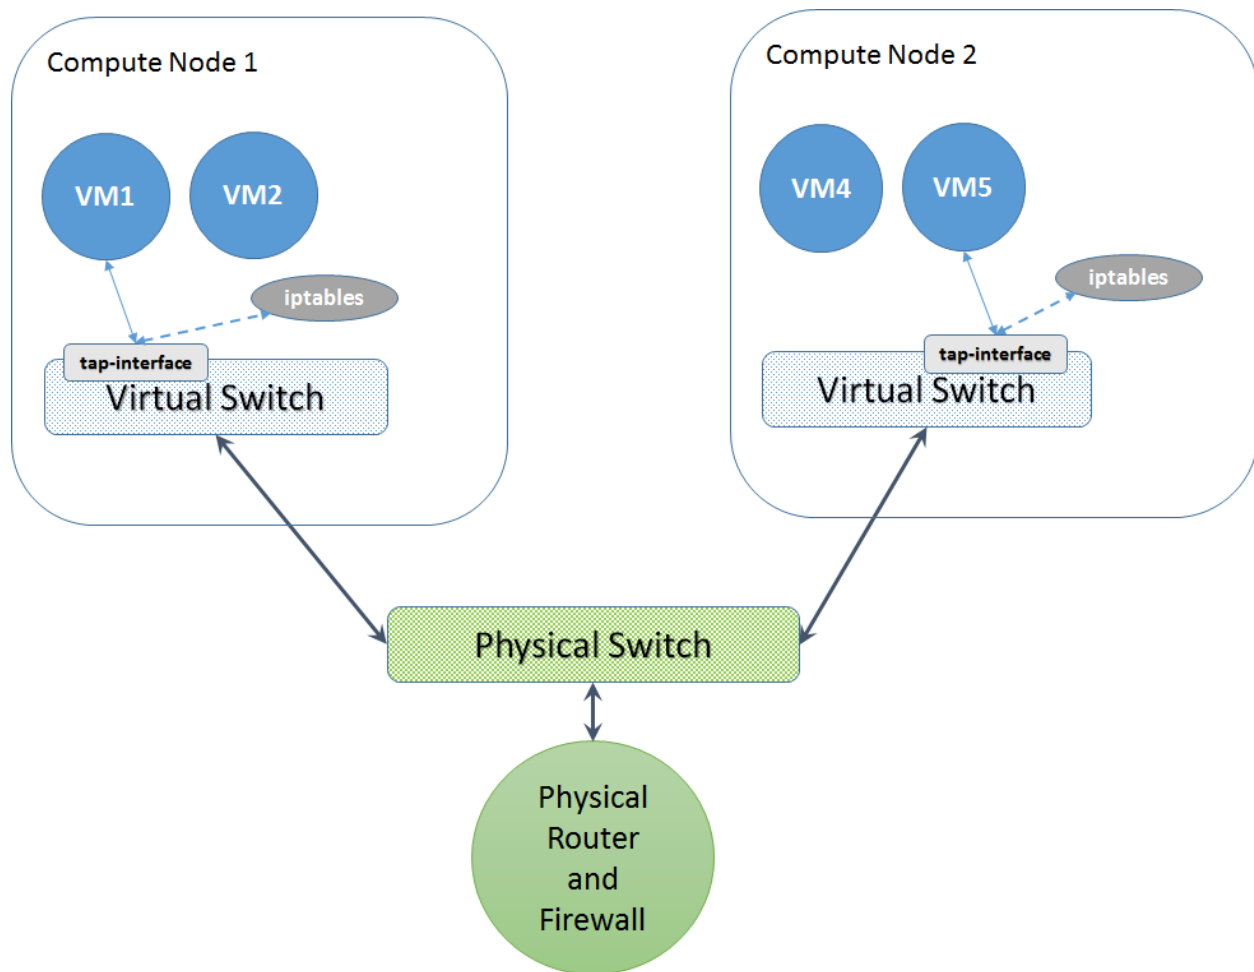 Compute Node 1
Compute Node 2
VM1
VM2
VM4
VM5
iptables
iptables
tap-interface
tap-interface
Virtual Switch
Virtual Switch
Physical Switch
Physical
Router
and
Firewall